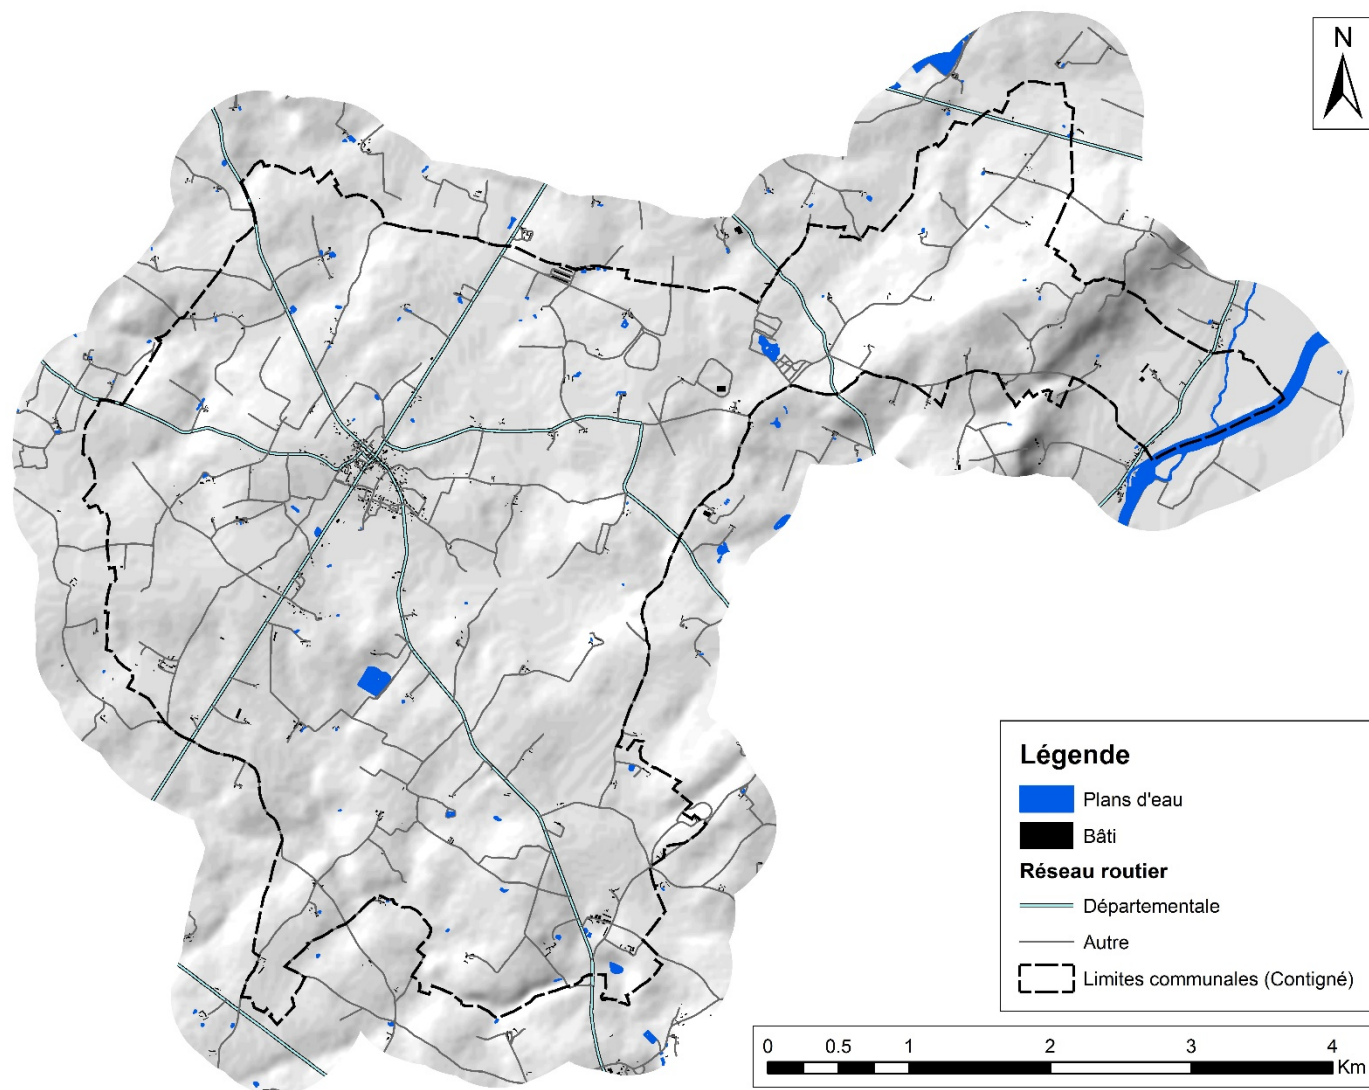 N
Légende
Plans d'eau
Bâti
Réseau routier
Départementale
Autre
Limites communales (Contigné)
0 0.5 1 2 3 4
Km